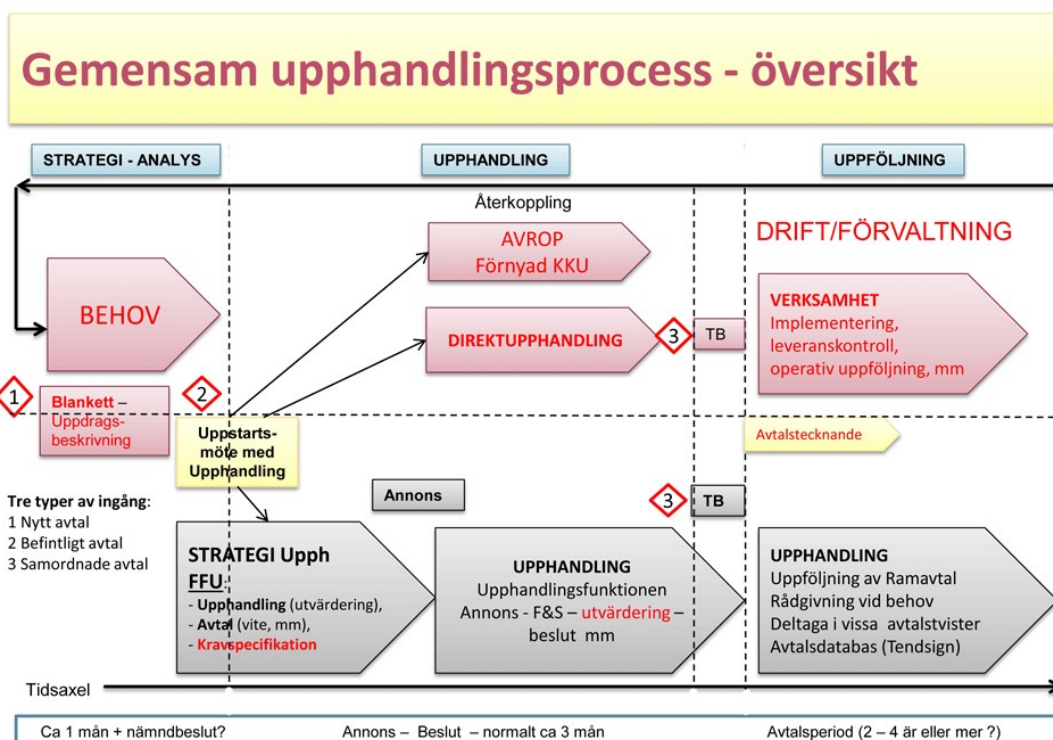 Gemensam upphandlingsprocess - översikt
STRATEGI - ANALYS
UPPHANDLING
UPPFÖLJNING
Återkoppling
AVROP
Förnyad KKU
DRIFT/FÖRVALTNING
BEHOV
DIREKTUPPHANDLING
3
TB
VERKSAMHET
Implementering,
leveranskontroll,
operativ uppföljning, mm
1
Blankett –
Uppdrags-
beskrivning
2
Uppstarts-
möte med
Upphandling
Avtalstecknande
Tre typer av ingång:
1 Nytt avtal
2 Befintligt avtal
3 Samordnade avtal
Annons
3
TB
STRATEGI Upph
FFU:
- Upphandling (utvärdering),
- Avtal (vite, mm),
- Kravspecifikation
UPPHANDLING
Upphandlingsfunktionen
Annons - F&S – utvärdering –
beslut mm
UPPHANDLING
Uppföljning av Ramavtal
Rådgivning vid behov
Deltaga i vissa avtalstvister
Avtalsdatabas (Tendsign)
Tidsaxel
Ca 1 mån + nämndbeslut?
Annons – Beslut – normalt ca 3 mån
Avtalsperiod (2 – 4 är eller mer ?)